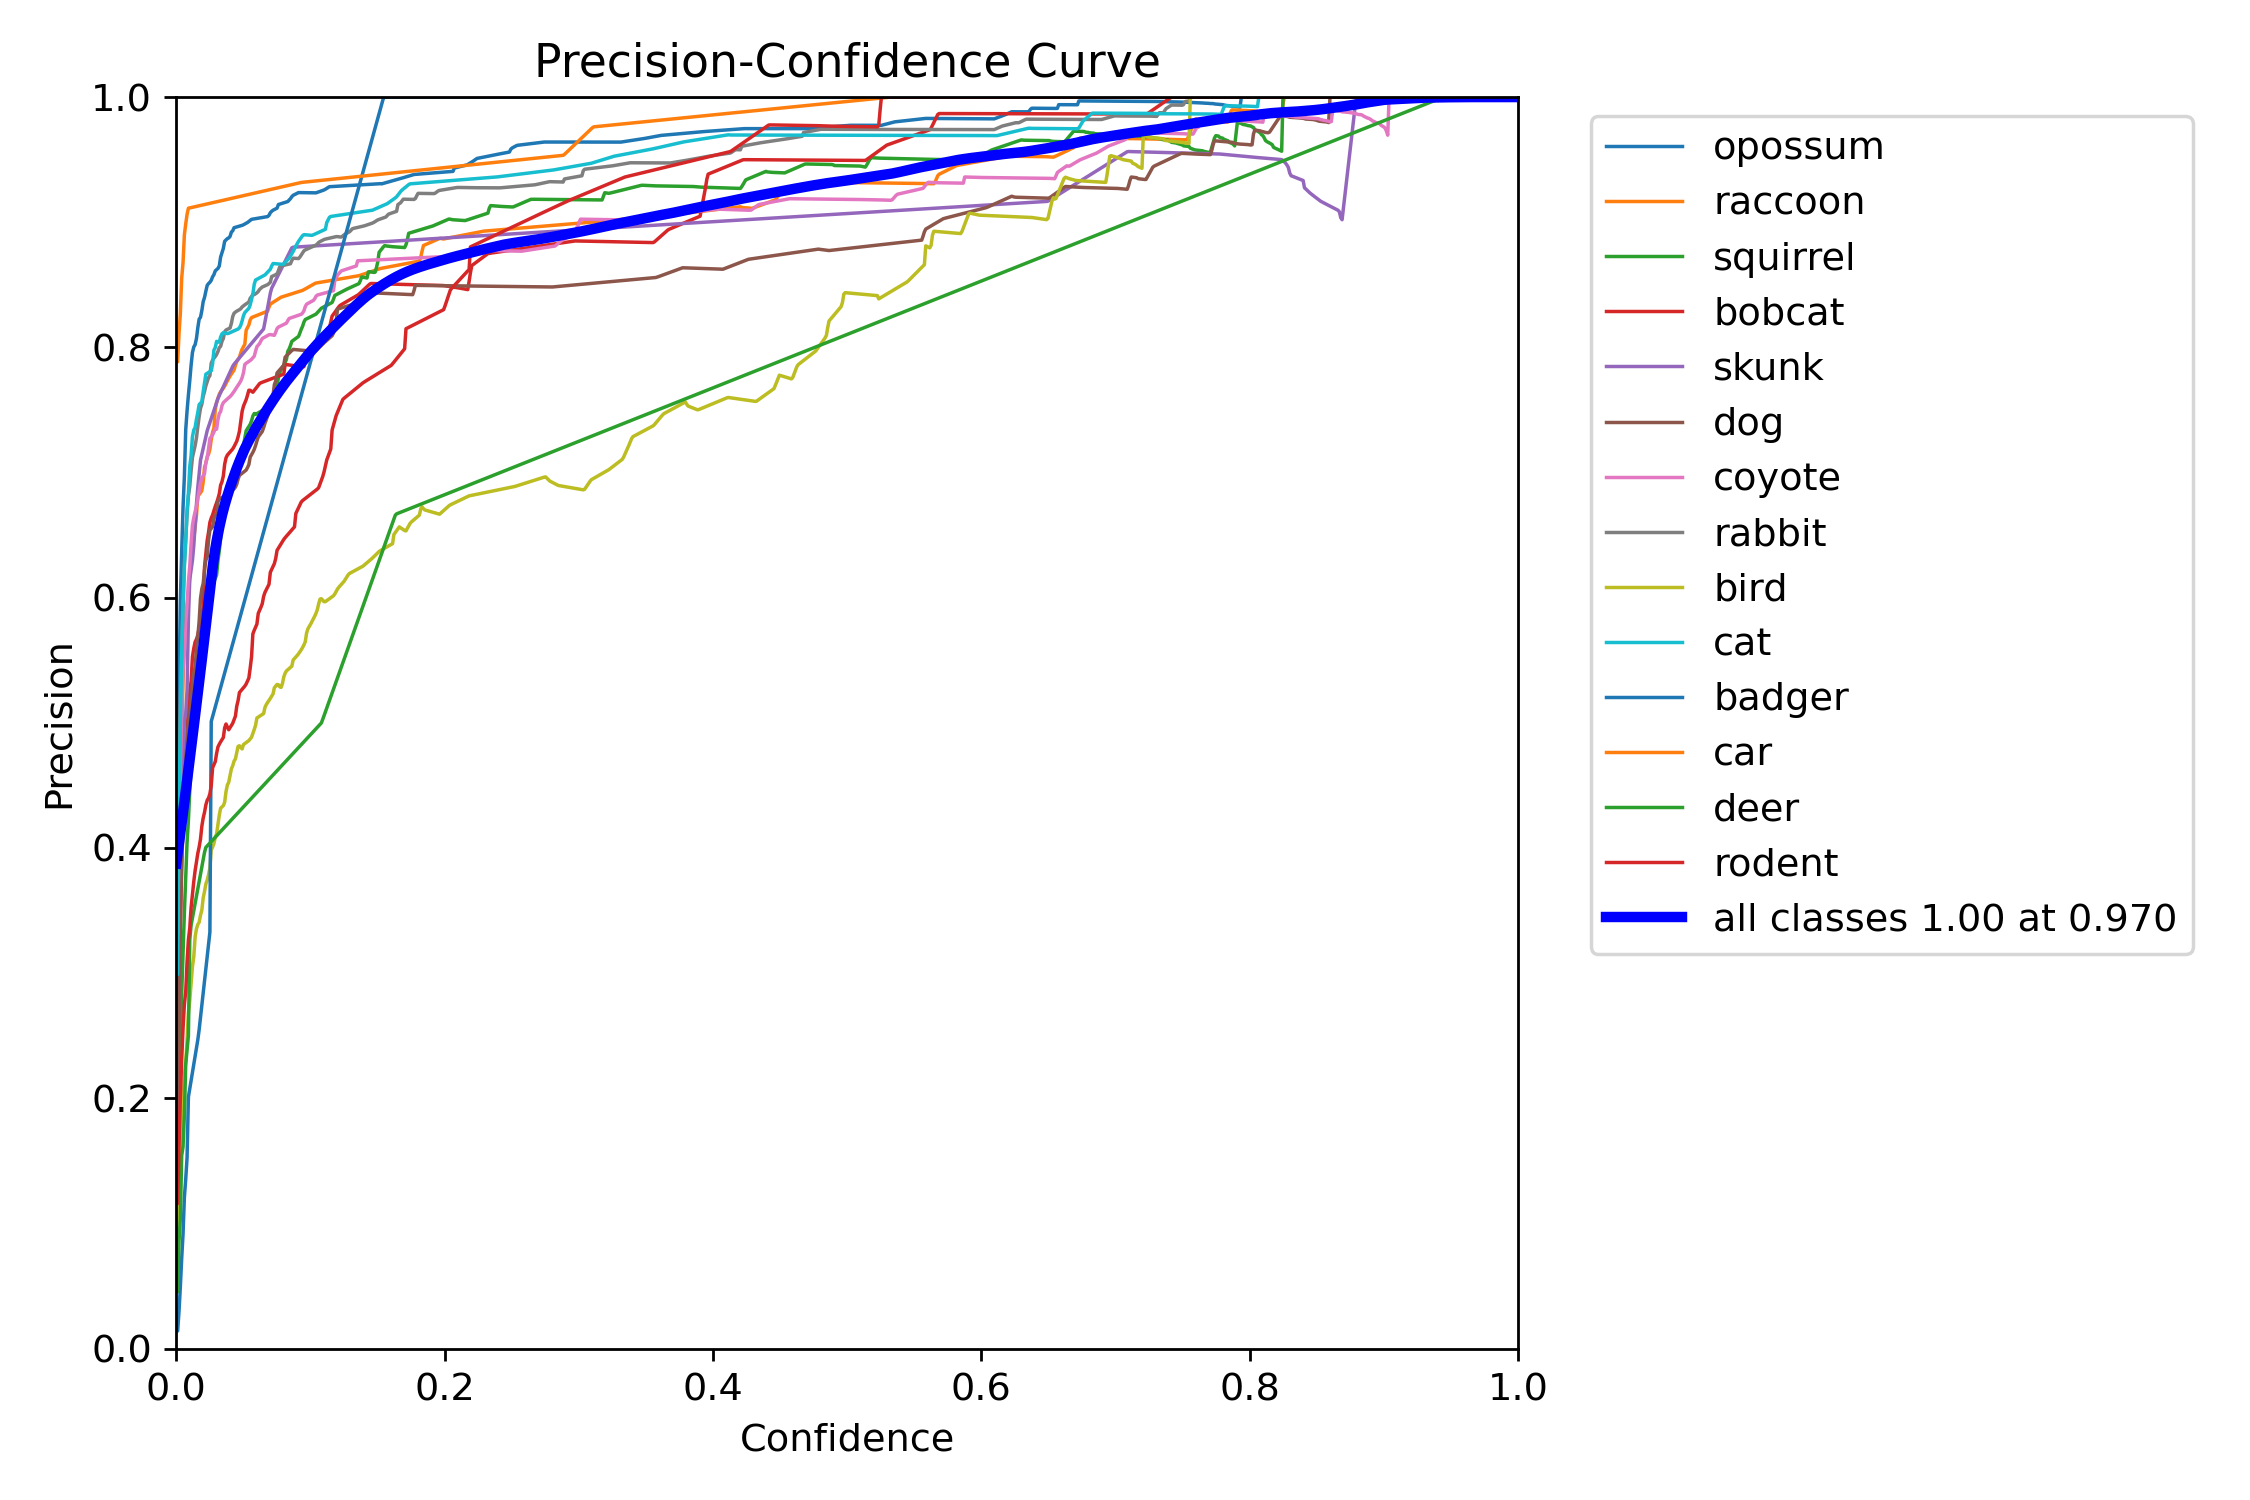 Precision-Confidence Curve
1.0
0.8
0.6
0.4
0.2
0.0
Precision
0.0 0.2 0.4 0.6 0.8 1.0
Confidence
opossum
raccoon
squirrel
bobcat
skunk
dog
coyote
rabbit
bird
cat
badger
car
deer
rodent
all classes 1.00 at 0.970